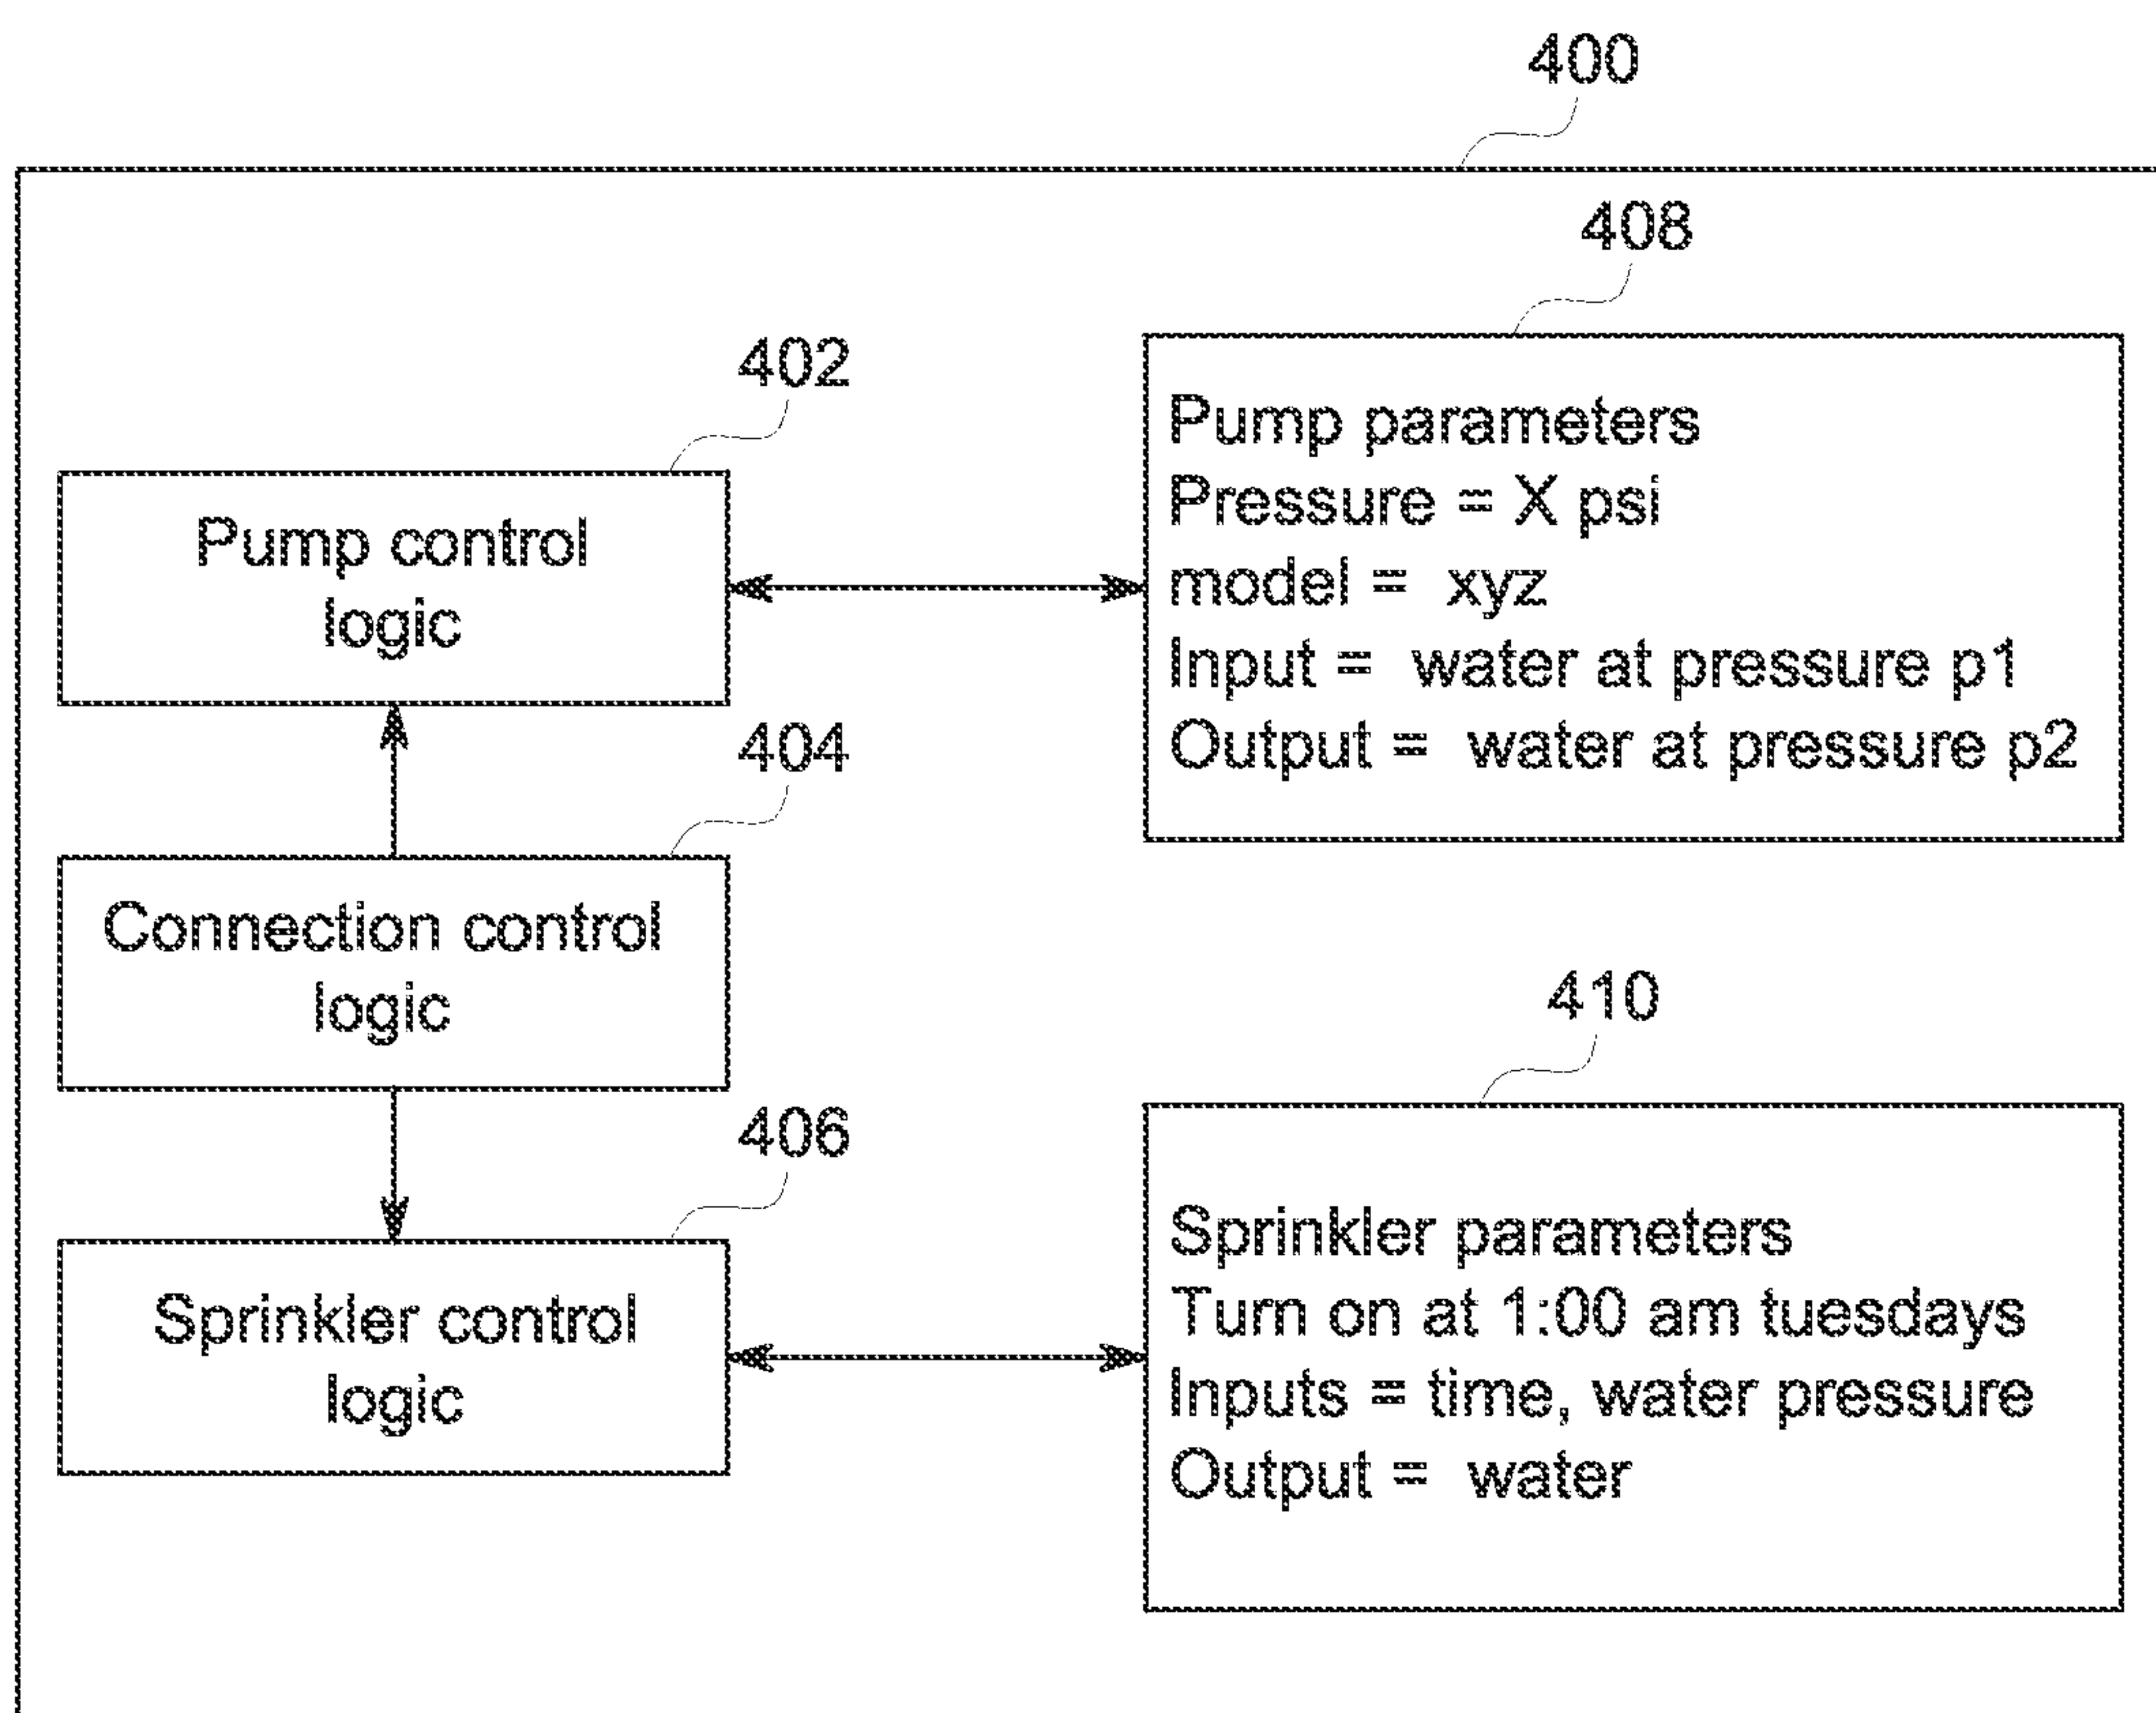 400
408
402
Pump parameters
Pressure = X psi
model = xyz
Input = water at pressure p1
Output = water at pressure p2
Pump control
logic
404
Connection control
logic
410
406
Sprinkler parameters
Turn on at 1:00 am tuesdays
Inputs = time, water pressure
Output = water
Sprinkler control
logic